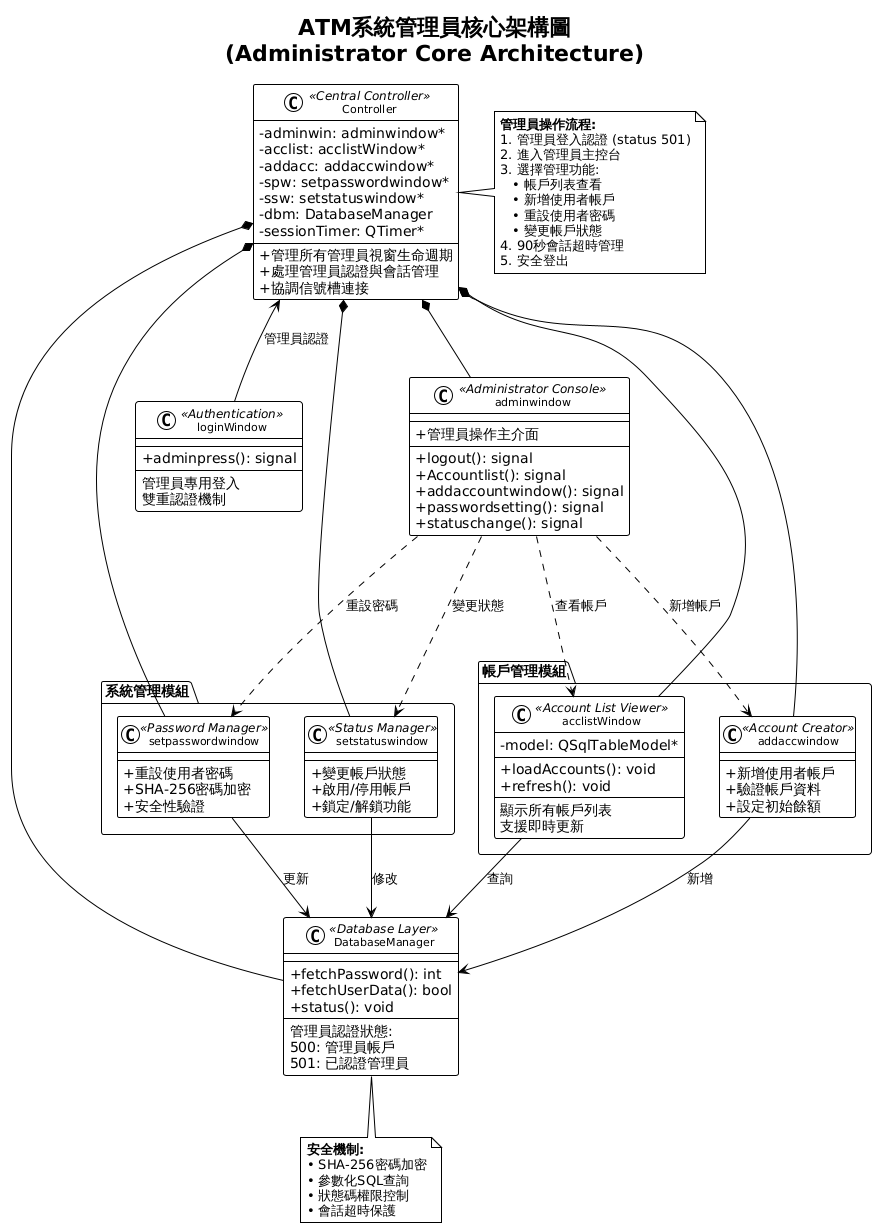 ATM系統管理員核心架構圖
(Administrator Core Architecture)
C
«Central Controller»
Controller
-adminwin: adminwindow*
-acclist: acclistWindow*
-addacc: addaccwindow*
-spw: setpasswordwindow*
-ssw: setstatuswindow*
-dbm: DatabaseManager
-sessionTimer: QTimer*
+管理所有管理員視窗生命週期
+處理管理員認證與會話管理
+協調信號槽連接
管理員操作流程:
1. 管理員登入認證 (status 501)
2. 進入管理員主控台
3. 選擇管理功能:
• 帳戶列表查看
• 新增使用者帳戶
• 重設使用者密碼
• 變更帳戶狀態
4. 90秒會話超時管理
5. 安全登出
管理員認證
C
«Authentication»
loginWindow
+adminpress(): signal
管理員專用登入
雙重認證機制
C
«Administrator Console»
adminwindow
+管理員操作主介面
+logout(): signal
+Accountlist(): signal
+addaccountwindow(): signal
+passwordsetting(): signal
+statuschange(): signal
重設密碼
變更狀態
查看帳戶
新增帳戶
系統管理模組
C
«Password Manager»
setpasswordwindow
+重設使用者密碼
+SHA-256密碼加密
+安全性驗證
C
«Status Manager»
setstatuswindow
+變更帳戶狀態
+啟用/停用帳戶
+鎖定/解鎖功能
帳戶管理模組
C
«Account List Viewer»
acclistWindow
-model: QSqlTableModel*
+loadAccounts(): void
+refresh(): void
顯示所有帳戶列表
支援即時更新
C
«Account Creator»
addaccwindow
+新增使用者帳戶
+驗證帳戶資料
+設定初始餘額
更新
修改
查詢
新增
C
«Database Layer»
DatabaseManager
+fetchPassword(): int
+fetchUserData(): bool
+status(): void
管理員認證狀態:
500: 管理員帳戶
501: 已認證管理員
安全機制:
• SHA-256密碼加密
• 參數化SQL查詢
• 狀態碼權限控制
• 會話超時保護